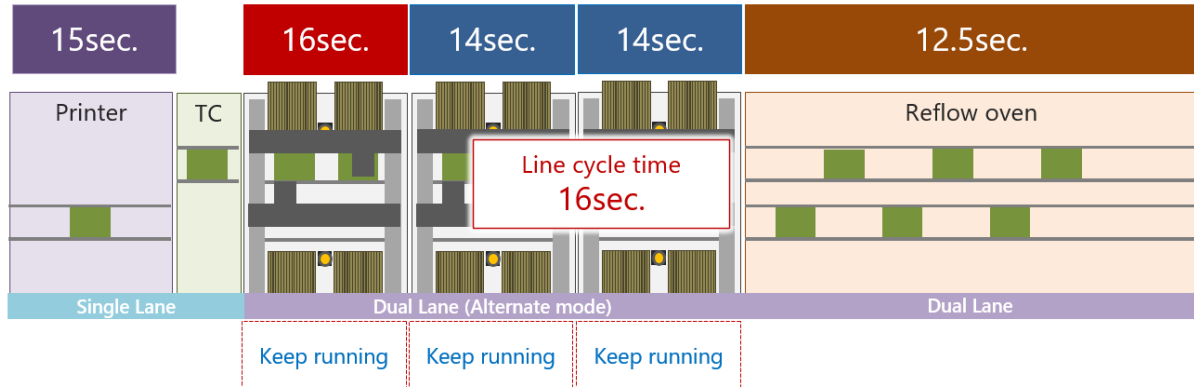 15sec.
16sec.
14sec.
14sec.
12.5sec.
Printer
TC
Reflow oven
Line cycle time
16sec.
Single Lane
Dual Lane (Alternate mode)
Dual Lane
Keep running
Keep running
Keep running